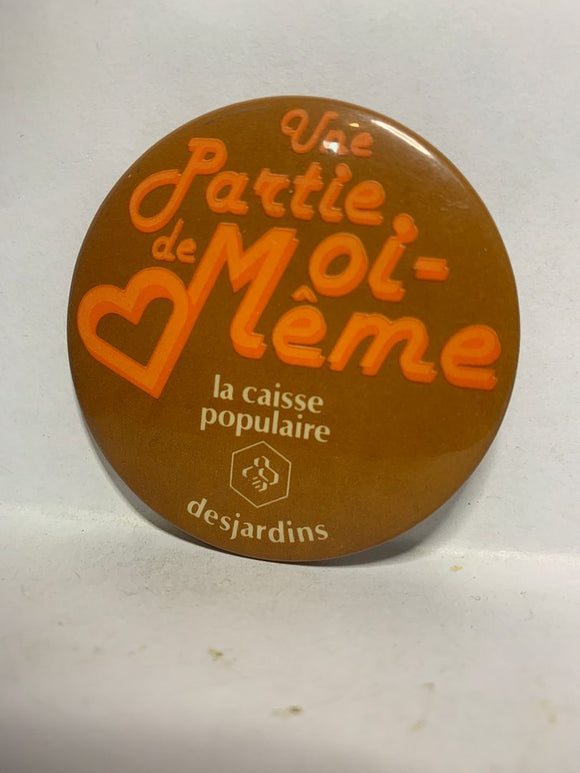 Une
Partie
de Moi-
Même
la caisse
populaire
desjardins